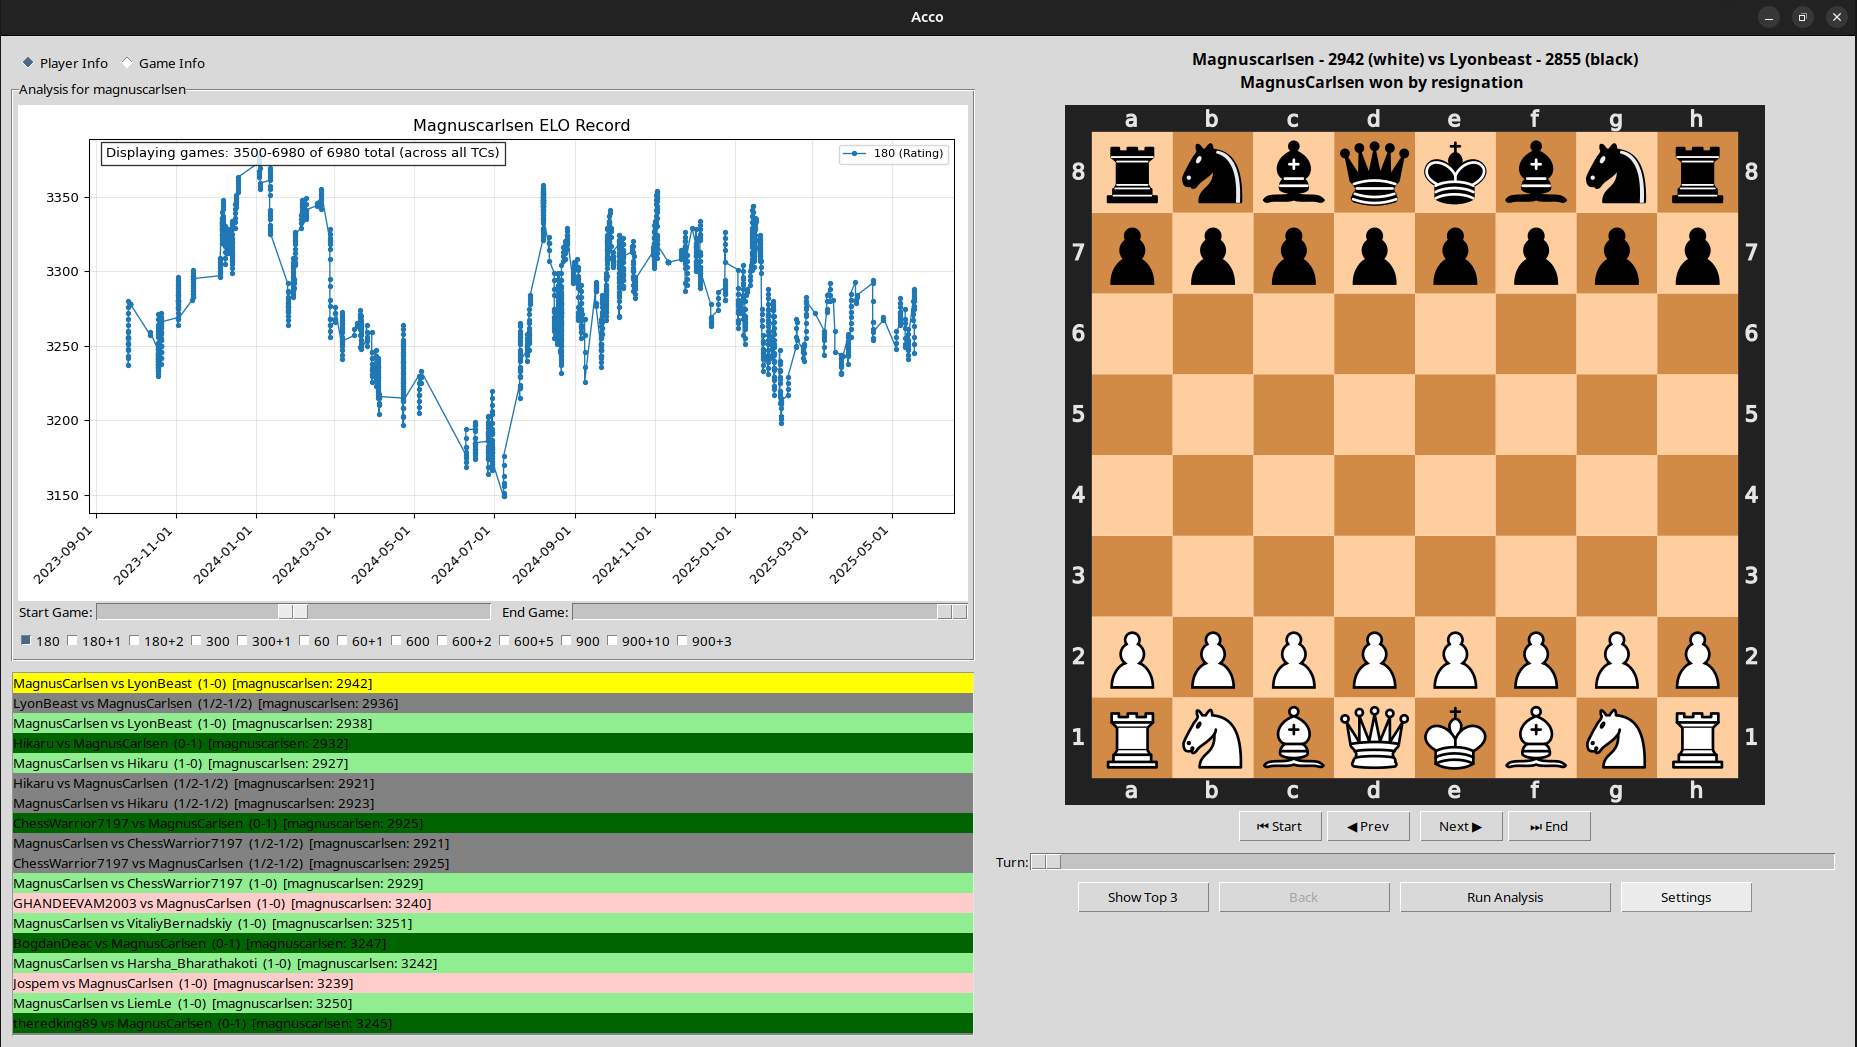 Acco
Player Info Game Info
Analysis for magnuscarlsen
Magnuscarlsen ELO Record
Displaying games: 3500-6980 of 6980 total (across all TCs)
180 (Rating)
3350
3300
3250
3200
3150
2023-09-01 2023-11-01 2024-01-01 2024-03-01 2024-05-01 2024-07-01 2024-09-01 2024-11-01 2025-01-01 2025-03-01 2025-05-01
Start Game: End Game:
180 180+1 180+2 300 300+1 60 60+1 600 600+2 600+5 900 900+10 900+3
MagnusCarlsen vs LyonBeast (1-0) [magnuscarlsen: 2942]
LyonBeast vs MagnusCarlsen (1/2-1/2) [magnuscarlsen: 2936]
MagnusCarlsen vs LyonBeast (1-0) [magnuscarlsen: 2938]
Hikaru vs MagnusCarlsen (0-1) [magnuscarlsen: 2932]
MagnusCarlsen vs Hikaru (1-0) [magnuscarlsen: 2927]
Hikaru vs MagnusCarlsen (1/2-1/2) [magnuscarlsen: 2921]
MagnusCarlsen vs Hikaru (1/2-1/2) [magnuscarlsen: 2923]
ChessWarrior7197 vs MagnusCarlsen (0-1) [magnuscarlsen: 2925]
MagnusCarlsen vs ChessWarrior7197 (1/2-1/2) [magnuscarlsen: 2921]
ChessWarrior7197 vs MagnusCarlsen (1/2-1/2) [magnuscarlsen: 2925]
MagnusCarlsen vs ChessWarrior7197 (1-0) [magnuscarlsen: 2929]
GHANDEEVAM2003 vs MagnusCarlsen (1-0) [magnuscarlsen: 3240]
MagnusCarlsen vs VitaliyBernadskiy (1-0) [magnuscarlsen: 3251]
BogdanDeac vs MagnusCarlsen (0-1) [magnuscarlsen: 3247]
MagnusCarlsen vs Harsha_Bharathakoti (1-0) [magnuscarlsen: 3242]
Jospem vs MagnusCarlsen (1-0) [magnuscarlsen: 3239]
MagnusCarlsen vs LiemLe (1-0) [magnuscarlsen: 3250]
theredking89 vs MagnusCarlsen (0-1) [magnuscarlsen: 3245]
Magnuscarlsen - 2942 (white) vs Lyonbeast - 2855 (black)
MagnusCarlsen won by resignation
a b c d e f g h
8 8
7 7
6 6
5 5
4 4
3 3
2 2
1 1
a b c d e f g h
⏮ Start ◀ Prev Next ▶ ⏭ End
Turn:
Show Top 3 Back Run Analysis Settings